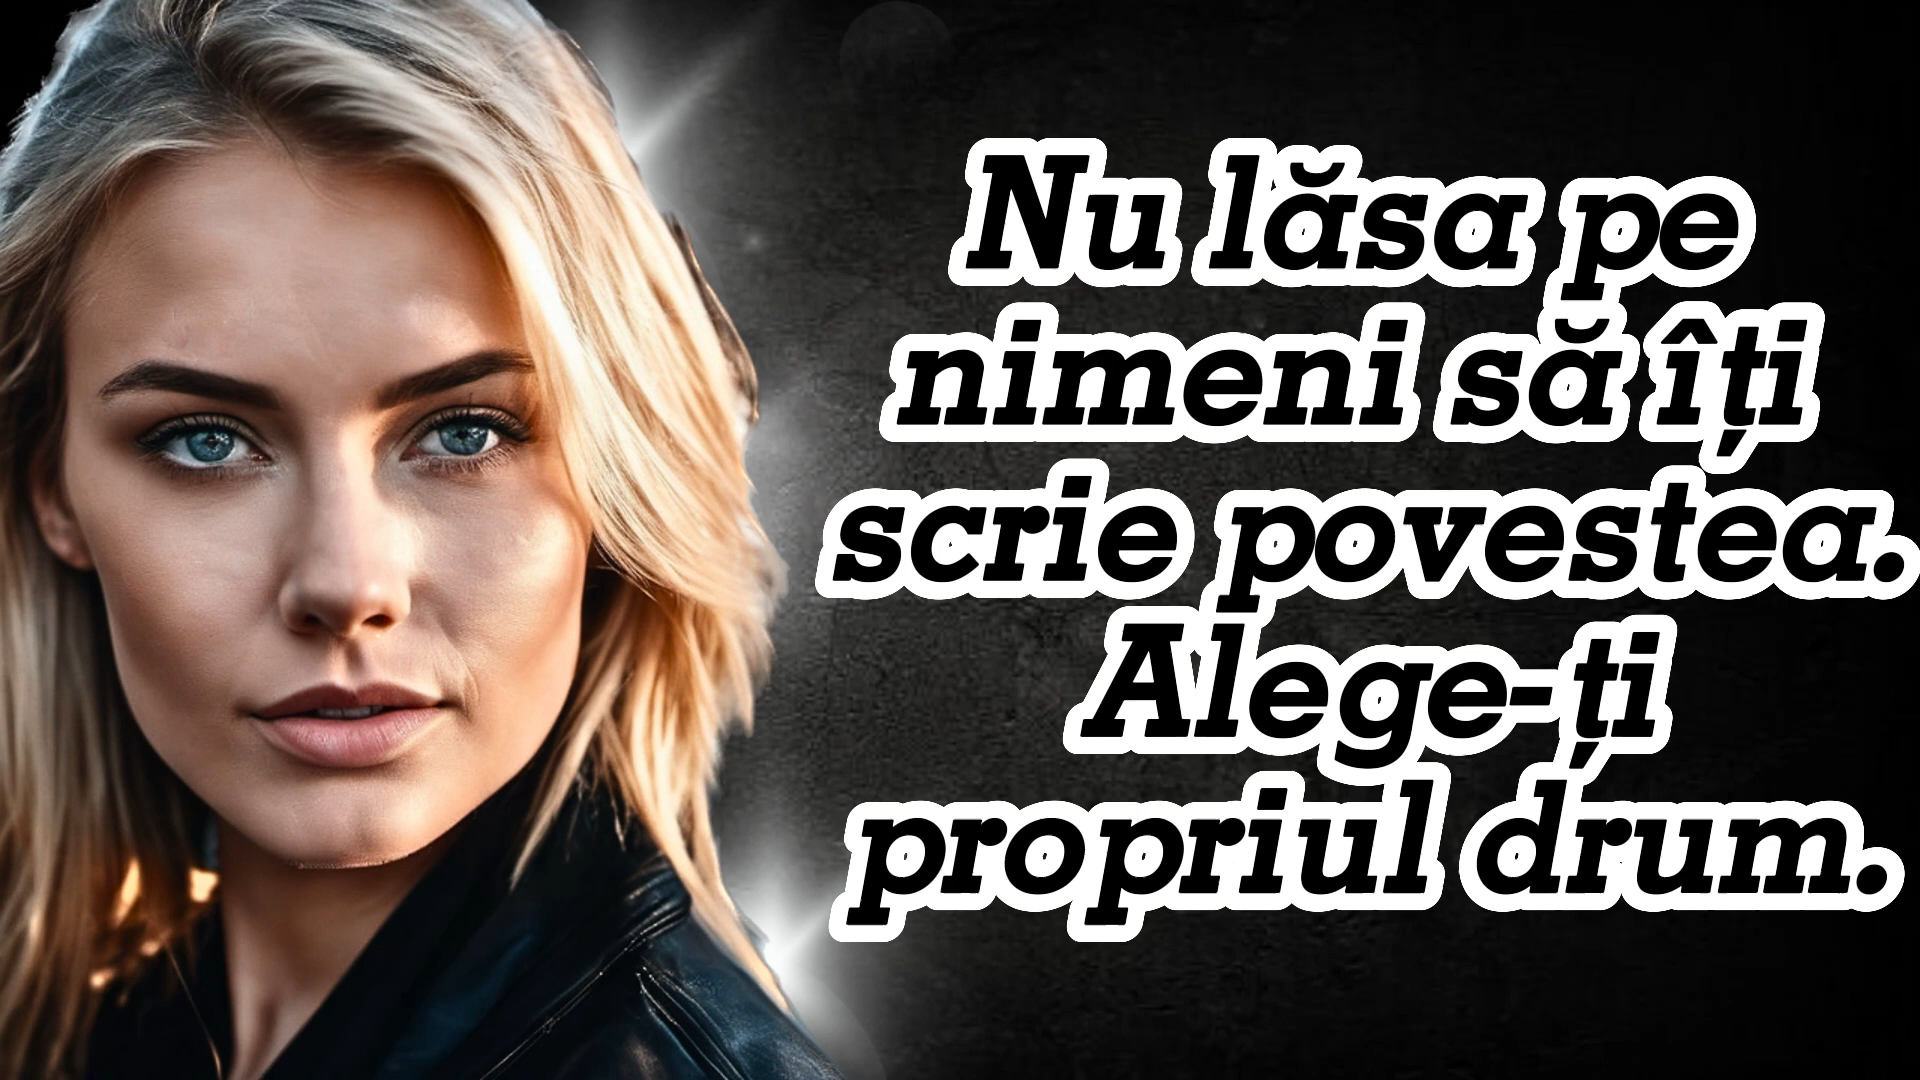 Nu lăsa pe
nimeni să îți
scrie povestea.
Alege-ți
propriul drum.